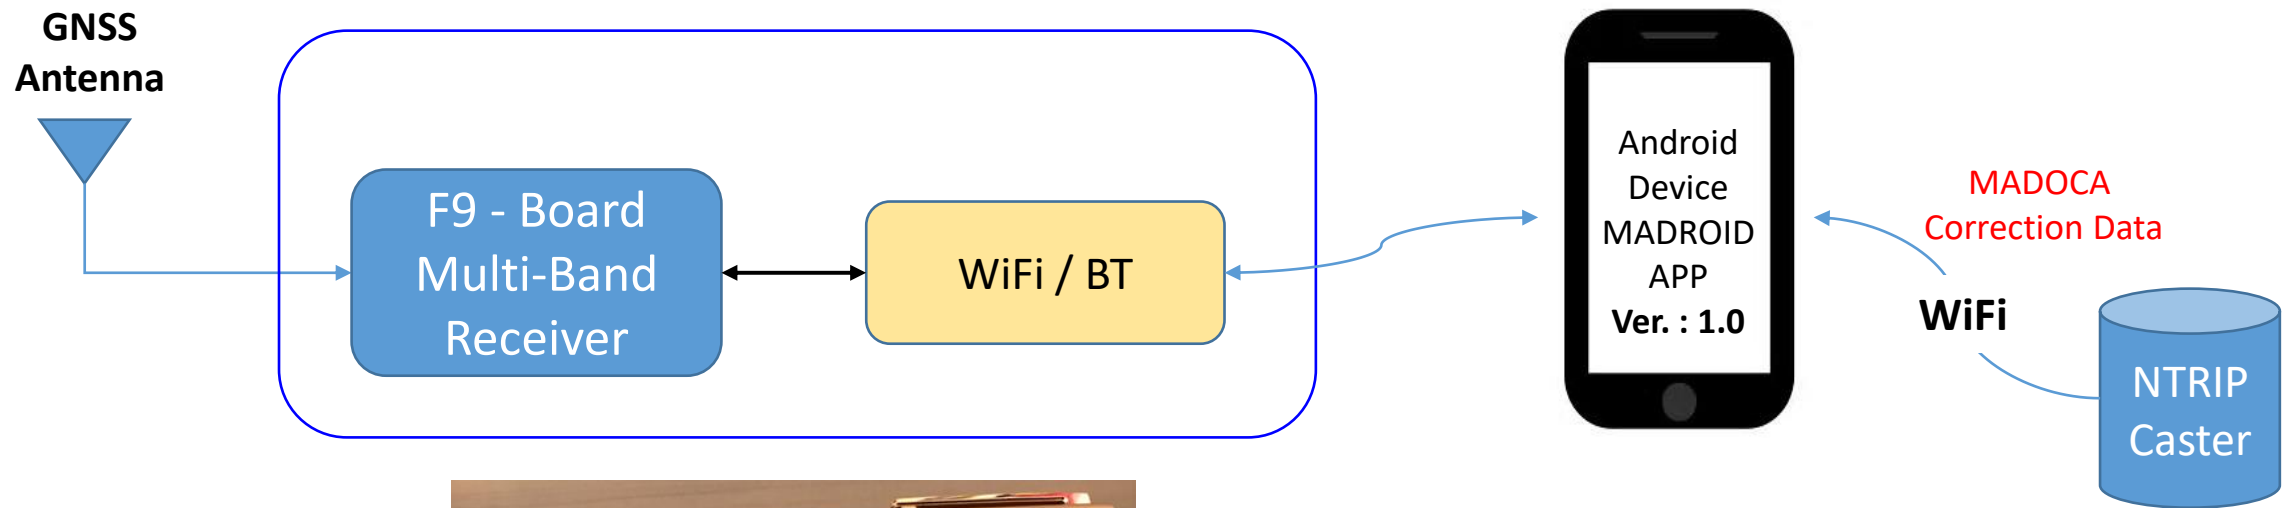 GNSS
Antenna
F9 - Board
Multi-Band
Receiver
WiFi / BT
Android
Device
MADROID
APP
Ver. : 1.0
MADOCA
Correction Data
WiFi
NTRIP
Caster